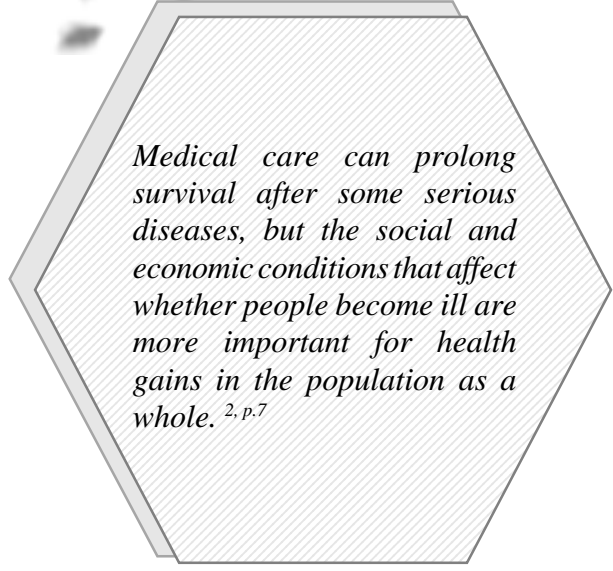 Medical care can prolong
survival after some serious
diseases, but the social and
economic conditions that affect
whether people become ill are
more important for health
gains in the population as a
whole. 2, p.7